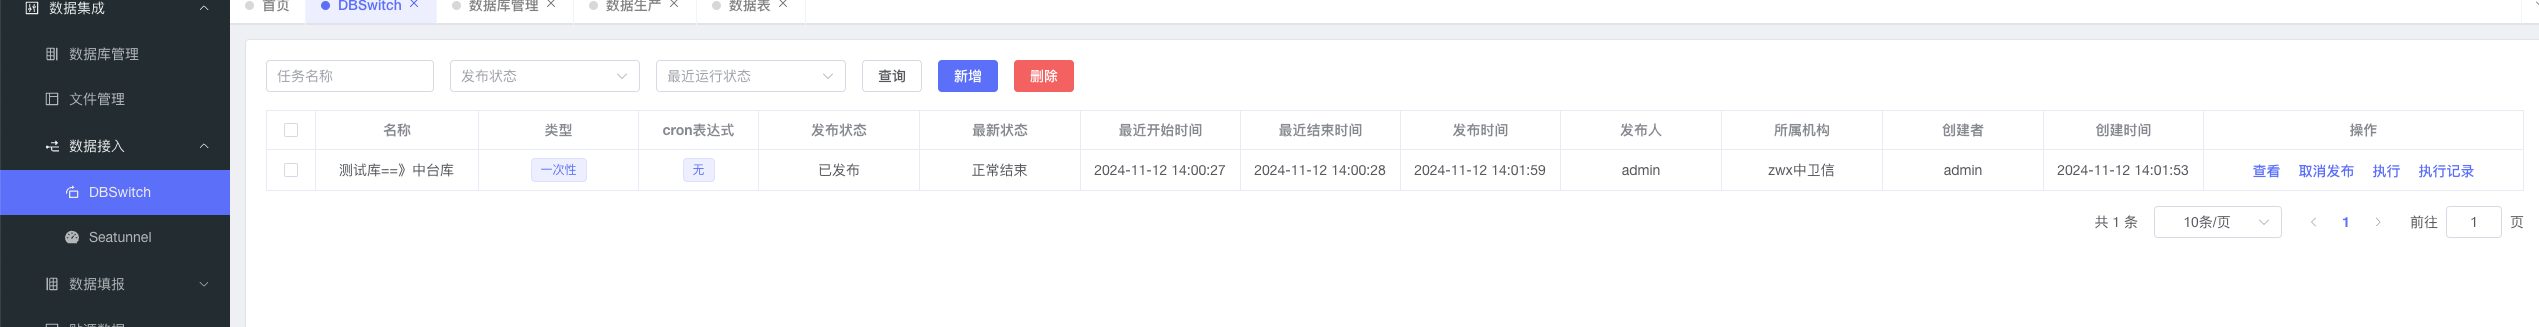 数据集成
数据库管理
文件管理
数据接入
DBSwitch
Seatunnel
数据填报
首页 DBSwitch 数据库管理 数据生产 数据表
任务名称 发布状态 最近运行状态 查询 新增 删除
名称 类型 cron表达式 发布状态 最新状态 最近开始时间 最近结束时间 发布时间 发布人 所属机构 创建者 创建时间 操作
测试库==》中台库 一次性 无 已发布 正常结束 2024-11-12 14:00:27 2024-11-12 14:00:28 2024-11-12 14:01:59 admin zwx中卫信 admin 2024-11-12 14:01:53 查看 取消发布 执行 执行记录
共 1 条 10条/页 1 前往 1 页